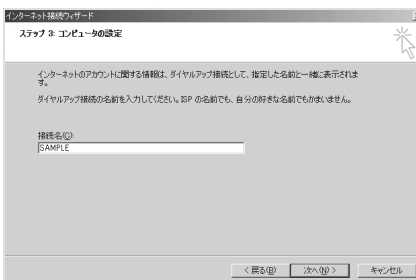 インターネット接続ウィザード
ステップ 3: コンピュータの設定
インターネットのアカウントに関する情報は、ダイヤルアップ接続として、指定した名前と一緒に表示されま
す。
ダイヤルアップ接続の名前を入力してください。ISP の名前でも、自分の好きな名前でもかまいません。
接続名(C):
SAMPLE
< 戻る(B)
次へ(N) >
キャンセル